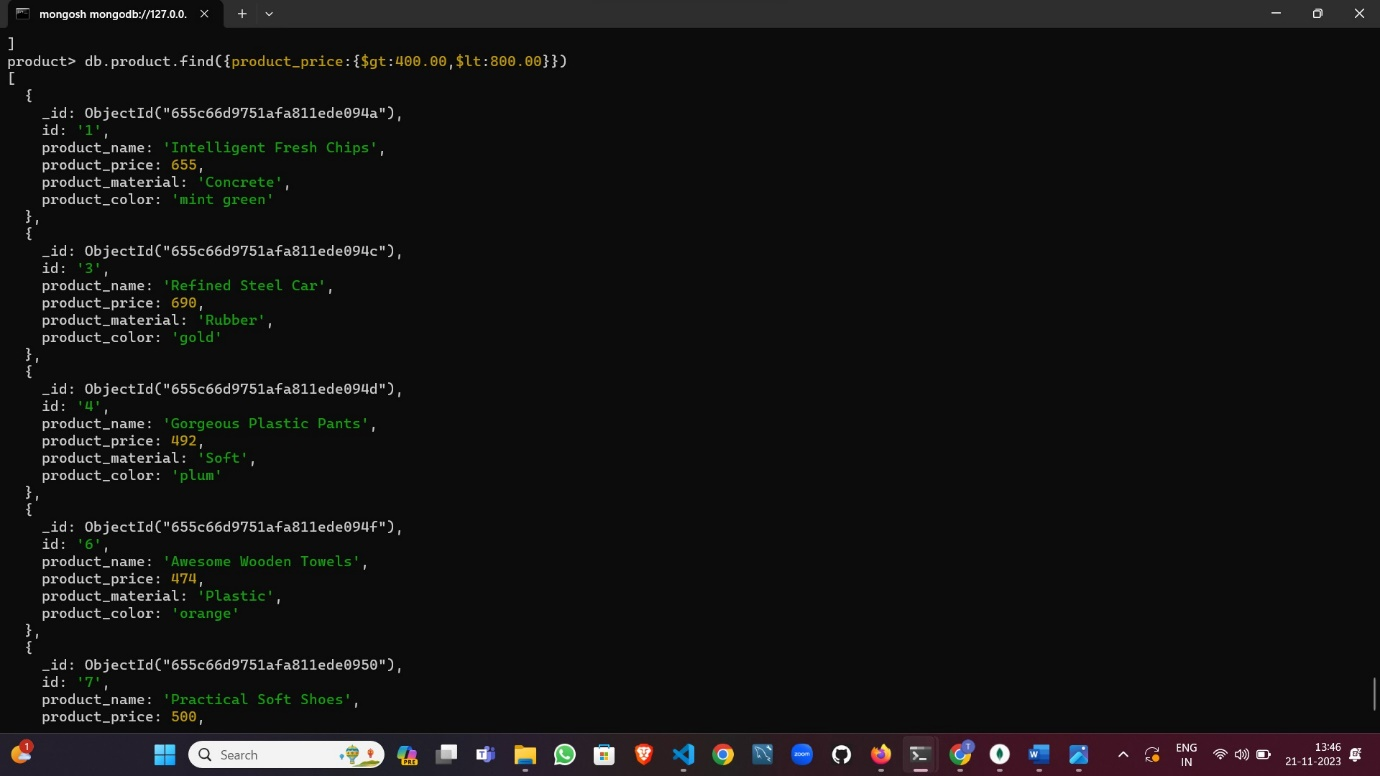 mongosh mongodb://127.0.0.
]
product> db.product.find({product_price:{$gt:400.00,$lt:800.00}})
[
  {
    _id: ObjectId("655c66d9751afa811ede094a"),
    id: '1',
    product_name: 'Intelligent Fresh Chips',
    product_price: 655,
    product_material: 'Concrete',
    product_color: 'mint green'
  },
  {
    _id: ObjectId("655c66d9751afa811ede094c"),
    id: '3',
    product_name: 'Refined Steel Car',
    product_price: 690,
    product_material: 'Rubber',
    product_color: 'gold'
  },
  {
    _id: ObjectId("655c66d9751afa811ede094d"),
    id: '4',
    product_name: 'Gorgeous Plastic Pants',
    product_price: 492,
    product_material: 'Soft',
    product_color: 'plum'
  },
  {
    _id: ObjectId("655c66d9751afa811ede094f"),
    id: '6',
    product_name: 'Awesome Wooden Towels',
    product_price: 474,
    product_material: 'Plastic',
    product_color: 'orange'
  },
  {
    _id: ObjectId("655c66d9751afa811ede0950"),
    id: '7',
    product_name: 'Practical Soft Shoes',
    product_price: 500,
1
Search
PRE
zoom
1
W
ENG
IN
13:46
21-11-2023